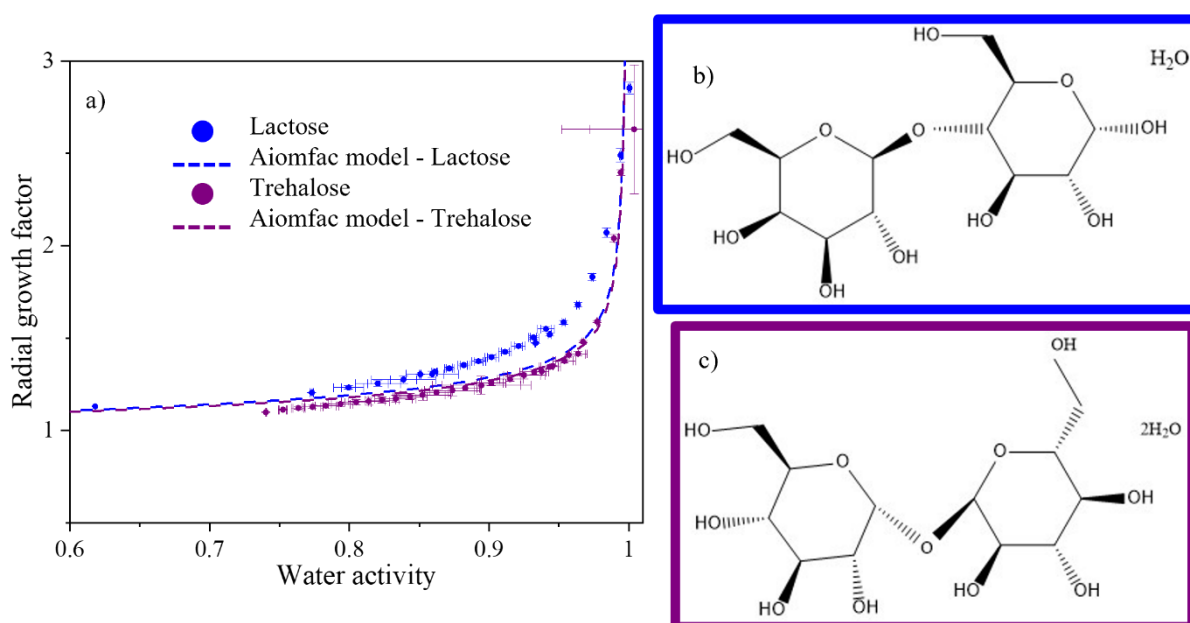 a)
Radial growth factor
3
2
1
Lactose
Aiomfac model - Lactose
Trehalose
Aiomfac model - Trehalose
0.6 0.7 0.8 0.9 1
Water activity
b)
HO
H₂O
O
O
O
HO
OH
HO
OH
HO
OH
OH
c)
OH
2H₂O
HO
O
O
HO
OH
O
HO
OH
HO
OH